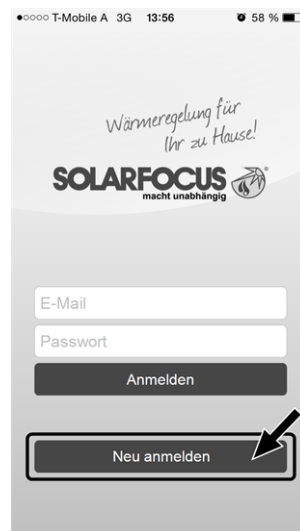 ●○○○○ T-Mobile A 3G 13:56 58 %
Wärmeregelung für
Ihr zu Hause!
SOLARFOCUS
macht unabhängig
E-Mail
Passwort
Anmelden
Neu anmelden